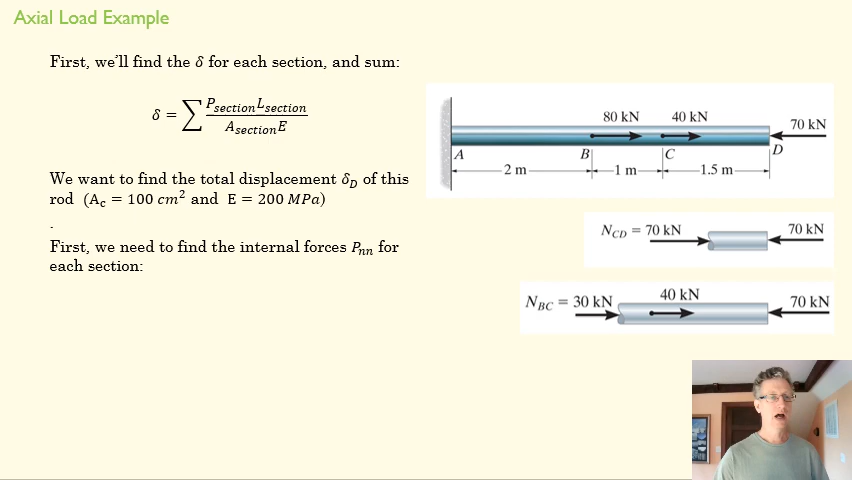 Axial Load Example
First, we'll find the δ for each section, and sum:
δ = ∑ P_section L_section / A_section E
We want to find the total displacement δ_D of this
rod (A_c = 100 cm² and E = 200 MPa)
.
First, we need to find the internal forces P_nn for
each section:
80 kN 40 kN
70 kN
A B C D
2 m 1 m 1.5 m
N_CD = 70 kN 70 kN
N_BC = 30 kN 40 kN 70 kN